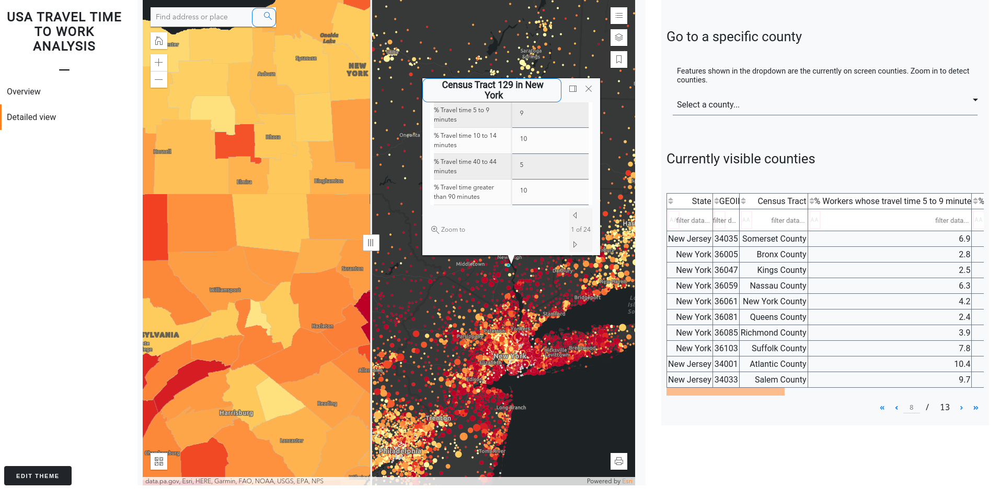 USA TRAVEL TIME
TO WORK
ANALYSIS
Overview
Detailed view
EDIT THEME
Find address or place
Oneida
Lake
Syracuse
NEW
YORK
Auburn
Ithaca
Hornell
Elmira
Binghamton
Scranton
Williamsport
Hazleton
SYLVANIA
Reading
Harrisburg
Lancaster
Chambersburg
Utica
Saratoga
Springs
Oneonta
Census Tract 129 in New
York
% Travel time 5 to 9
minutes
9
% Travel time 10 to 14
minutes
10
% Travel time 40 to 44
minutes
5
% Travel time greater
than 90 minutes
10
Zoom to
1 of 24
Middletown
Danbury
New Haven
Bridgeport
Stamford
Paterson
Yonkers
Parsippany
Hicksville
Levittown
Brentwood
New York
Elizabeth
Edison
Allentown
Long Branch
Trenton
Philadelphia
Toms River
data.pa.gov, Esri, HERE, Garmin, FAO, NOAA, USGS, EPA, NPS
Powered by Esri
Go to a specific county
Features shown in the dropdown are the currently on screen counties. Zoom in to detect
counties.
Select a county...
Currently visible counties
State GEOI Census Tract % Workers whose travel time 5 to 9 minute %
AA filter data... filter d... AA filter data... AA filter data... AA
New Jersey 34035 Somerset County 6.9
New York 36005 Bronx County 2.8
New York 36047 Kings County 2.5
New York 36059 Nassau County 6.3
New York 36061 New York County 4.2
New York 36081 Queens County 2.4
New York 36085 Richmond County 3.9
New York 36103 Suffolk County 7.8
New Jersey 34001 Atlantic County 10.4
New Jersey 34033 Salem County 9.7
« ‹ 8 / 13 › »